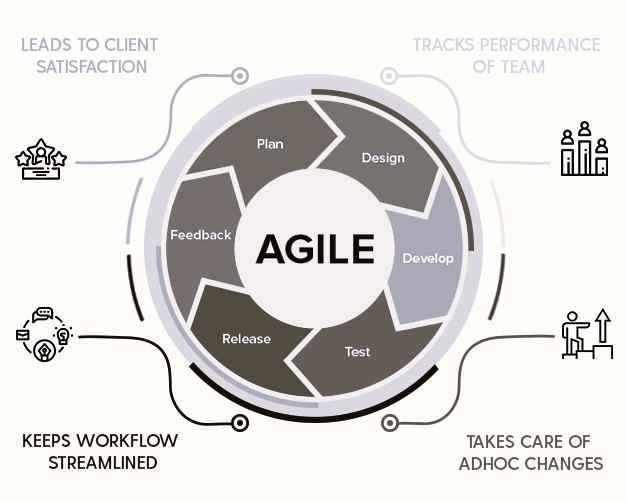 LEADS TO CLIENT
SATISFACTION
TRACKS PERFORMANCE
OF TEAM
Plan
Design
Feedback
AGILE
Develop
Release
Test
KEEPS WORKFLOW
STREAMLINED
TAKES CARE OF
ADHOC CHANGES